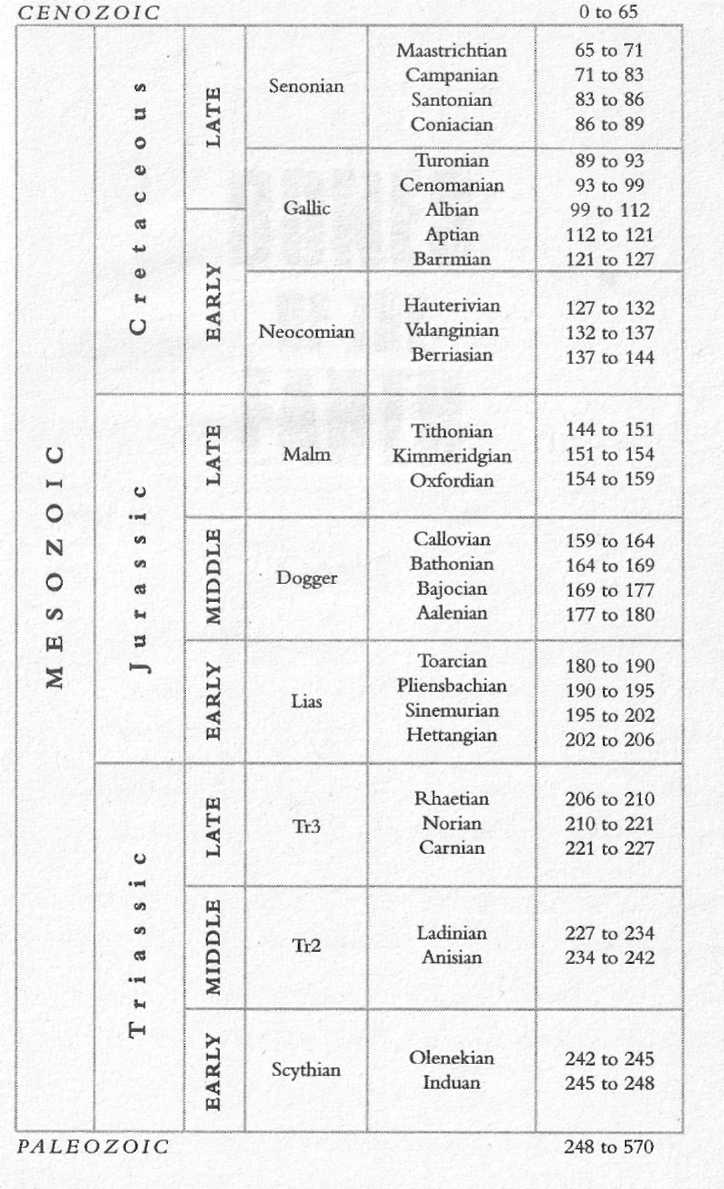 CENOZOIC 0 to 65
MESOZOIC
Cretaceous
LATE
Senonian
Maastrichtian 65 to 71
Campanian 71 to 83
Santonian 83 to 86
Coniacian 86 to 89
Gallic
Turonian 89 to 93
Cenomanian 93 to 99
EARLY
Albian 99 to 112
Aptian 112 to 121
Barrmian 121 to 127
Neocomian
Hauterivian 127 to 132
Valanginian 132 to 137
Berriasian 137 to 144
Jurassic
LATE
Malm
Tithonian 144 to 151
Kimmeridgian 151 to 154
Oxfordian 154 to 159
MIDDLE
Dogger
Callovian 159 to 164
Bathonian 164 to 169
Bajocian 169 to 177
Aalenian 177 to 180
EARLY
Lias
Toarcian 180 to 190
Pliensbachian 190 to 195
Sinemurian 195 to 202
Hettangian 202 to 206
Triassic
LATE
Tr3
Rhaetian 206 to 210
Norian 210 to 221
Carnian 221 to 227
MIDDLE
Tr2
Ladinian 227 to 234
Anisian 234 to 242
EARLY
Scythian
Olenekian 242 to 245
Induan 245 to 248
PALEOZOIC 248 to 570